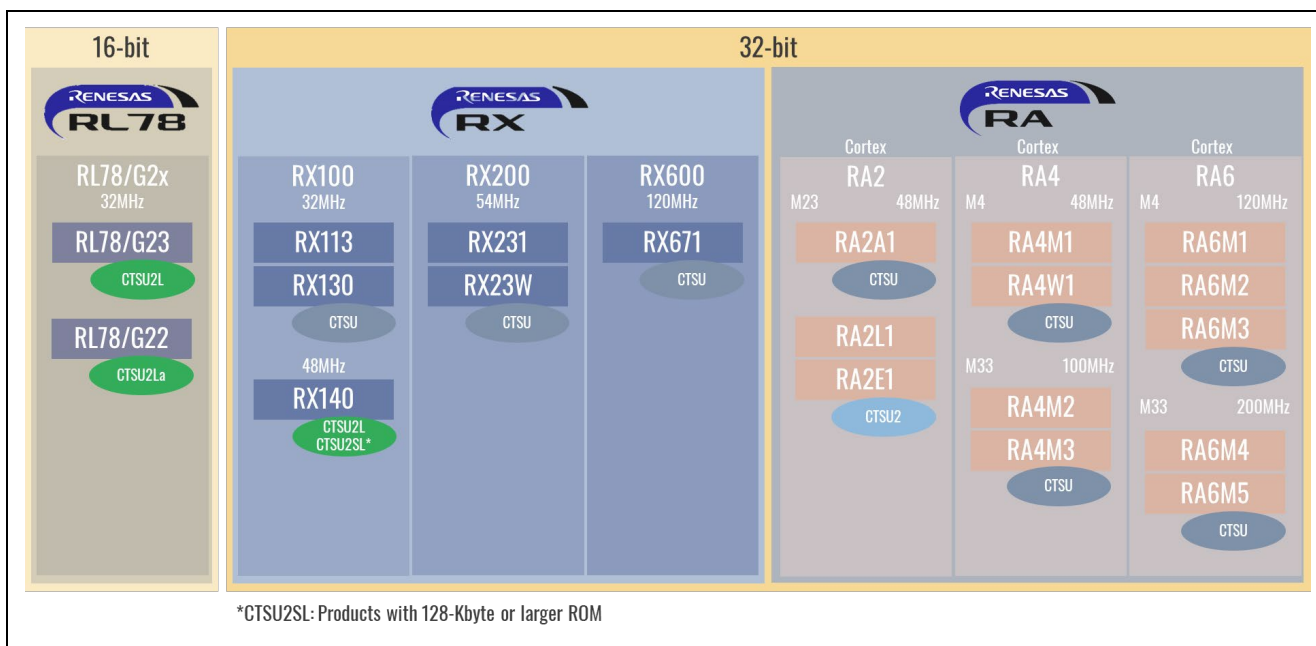 16-bit
32-bit
RENESAS
RL78
RENESAS
RX
RENESAS
RA
RL78/G2x
32MHz
RL78/G23
CTSU2L
RL78/G22
CTSU2La
RX100
32MHz
RX113
RX130
CTSU
48MHz
RX140
CTSU2L
CTSU2SL*
RX200
54MHz
RX231
RX23W
CTSU
RX600
120MHz
RX671
CTSU
Cortex
RA2
M23 48MHz
RA2A1
CTSU
RA2L1
RA2E1
CTSU2
Cortex
RA4
M4 48MHz
RA4M1
RA4W1
CTSU
M33 100MHz
RA4M2
RA4M3
CTSU
Cortex
RA6
M4 120MHz
RA6M1
RA6M2
RA6M3
CTSU
M33 200MHz
RA6M4
RA6M5
CTSU
*CTSU2SL: Products with 128-Kbyte or larger ROM